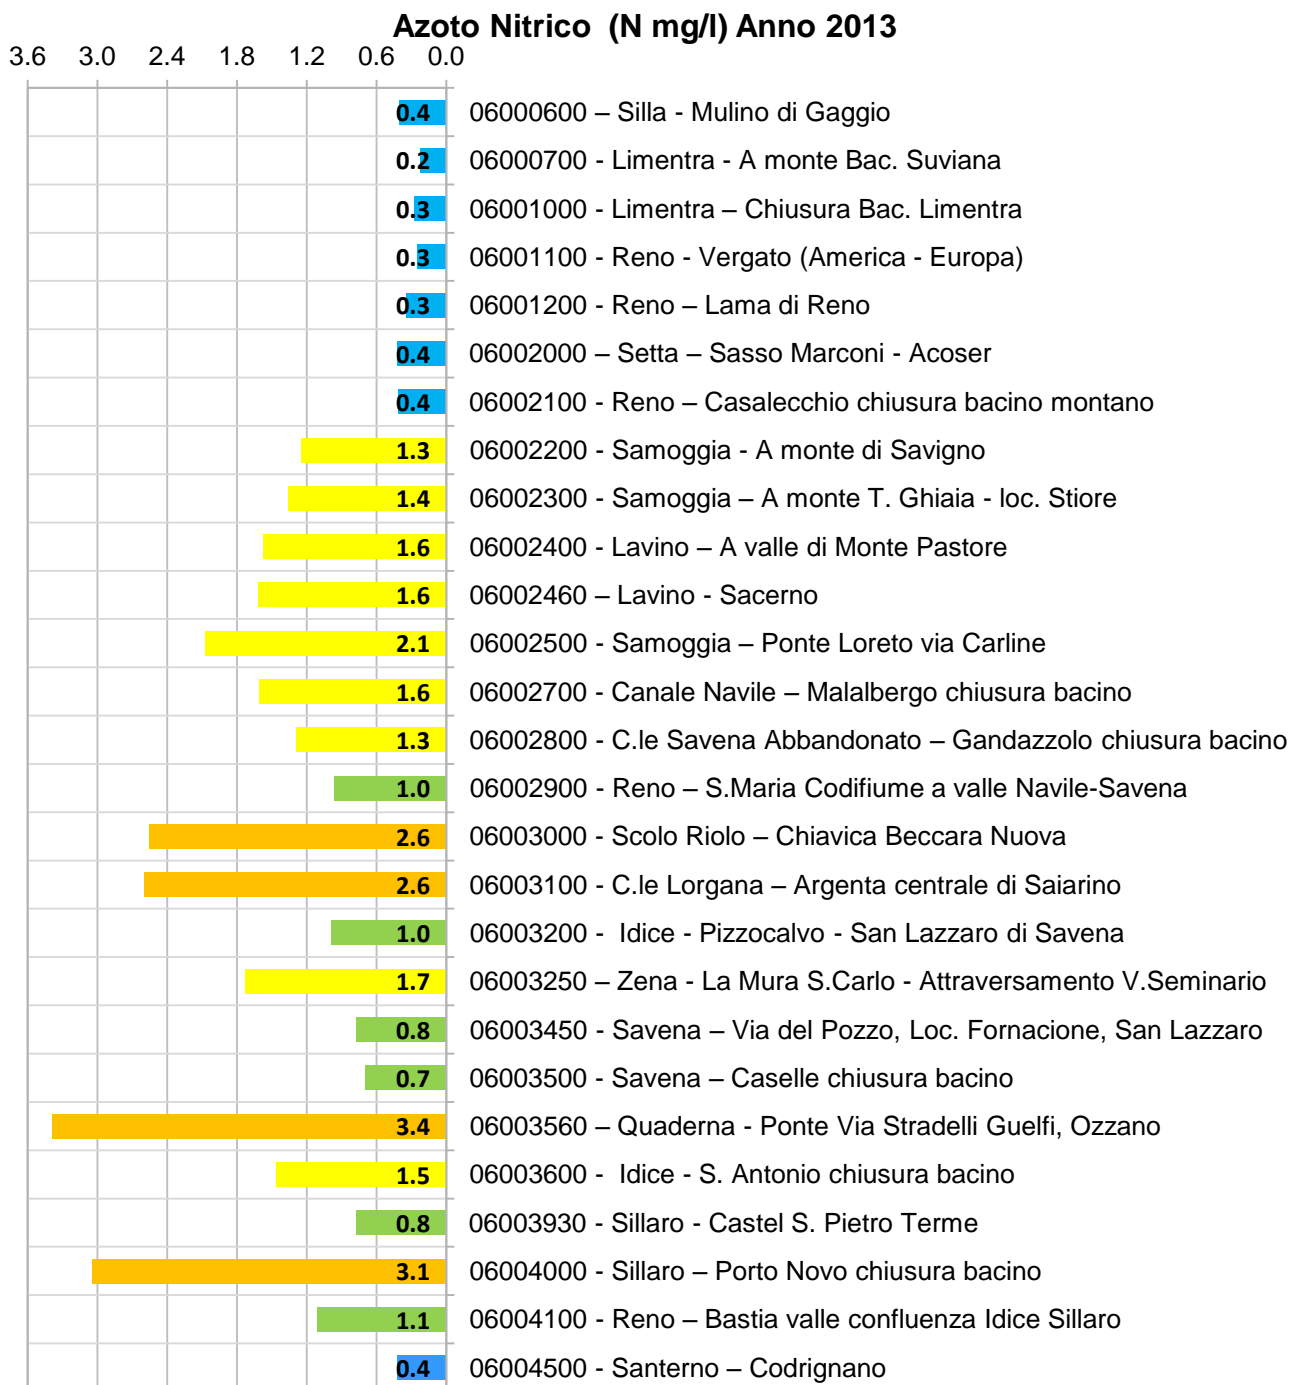 Azoto Nitrico (N mg/l) Anno 2013
3.6 3.0 2.4 1.8 1.2 0.6 0.0
0.4 06000600 – Silla - Mulino di Gaggio
0.2 06000700 - Limentra - A monte Bac. Suviana
0.3 06001000 - Limentra – Chiusura Bac. Limentra
0.3 06001100 - Reno - Vergato (America - Europa)
0.3 06001200 - Reno – Lama di Reno
0.4 06002000 – Setta – Sasso Marconi - Acoser
0.4 06002100 - Reno – Casalecchio chiusura bacino montano
1.3 06002200 - Samoggia - A monte di Savigno
1.4 06002300 - Samoggia – A monte T. Ghiaia - loc. Stiore
1.6 06002400 - Lavino – A valle di Monte Pastore
1.6 06002460 – Lavino - Sacerno
2.1 06002500 - Samoggia – Ponte Loreto via Carline
1.6 06002700 - Canale Navile – Malalbergo chiusura bacino
1.3 06002800 - C.le Savena Abbandonato – Gandazzolo chiusura bacino
1.0 06002900 - Reno – S.Maria Codifiume a valle Navile-Savena
2.6 06003000 - Scolo Riolo – Chiavica Beccara Nuova
2.6 06003100 - C.le Lorgana – Argenta centrale di Saiarino
1.0 06003200 - Idice - Pizzocalvo - San Lazzaro di Savena
1.7 06003250 – Zena - La Mura S.Carlo - Attraversamento V.Seminario
0.8 06003450 - Savena – Via del Pozzo, Loc. Fornacione, San Lazzaro
0.7 06003500 - Savena – Caselle chiusura bacino
3.4 06003560 – Quaderna - Ponte Via Stradelli Guelfi, Ozzano
1.5 06003600 - Idice - S. Antonio chiusura bacino
0.8 06003930 - Sillaro - Castel S. Pietro Terme
3.1 06004000 - Sillaro – Porto Novo chiusura bacino
1.1 06004100 - Reno – Bastia valle confluenza Idice Sillaro
0.4 06004500 - Santerno – Codrignano